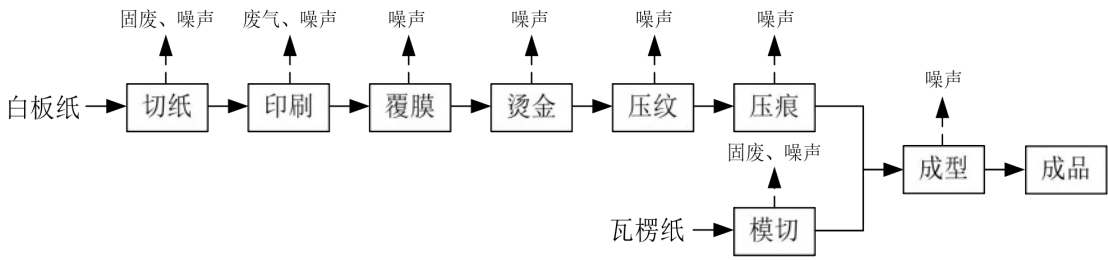 固废、噪声 废气、噪声 噪声 噪声 噪声 噪声
白板纸 切纸 印刷 覆膜 烫金 压纹 压痕
噪声
固废、噪声
成型 成品
瓦楞纸 模切